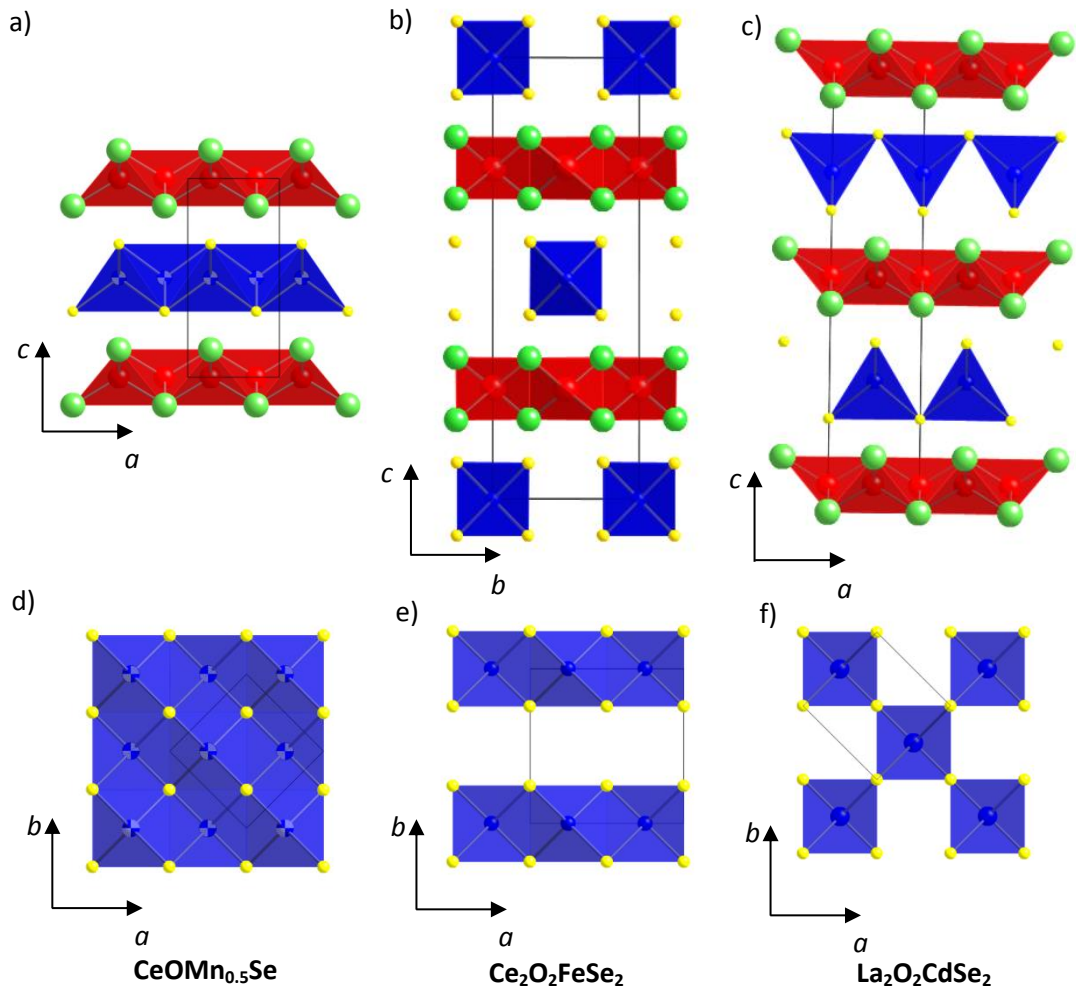 a)
b)
c)
c
a
c
b
c
a
d)
e)
f)
b
a
b
a
b
a
CeOMn₀.₅Se
Ce₂O₂FeSe₂
La₂O₂CdSe₂